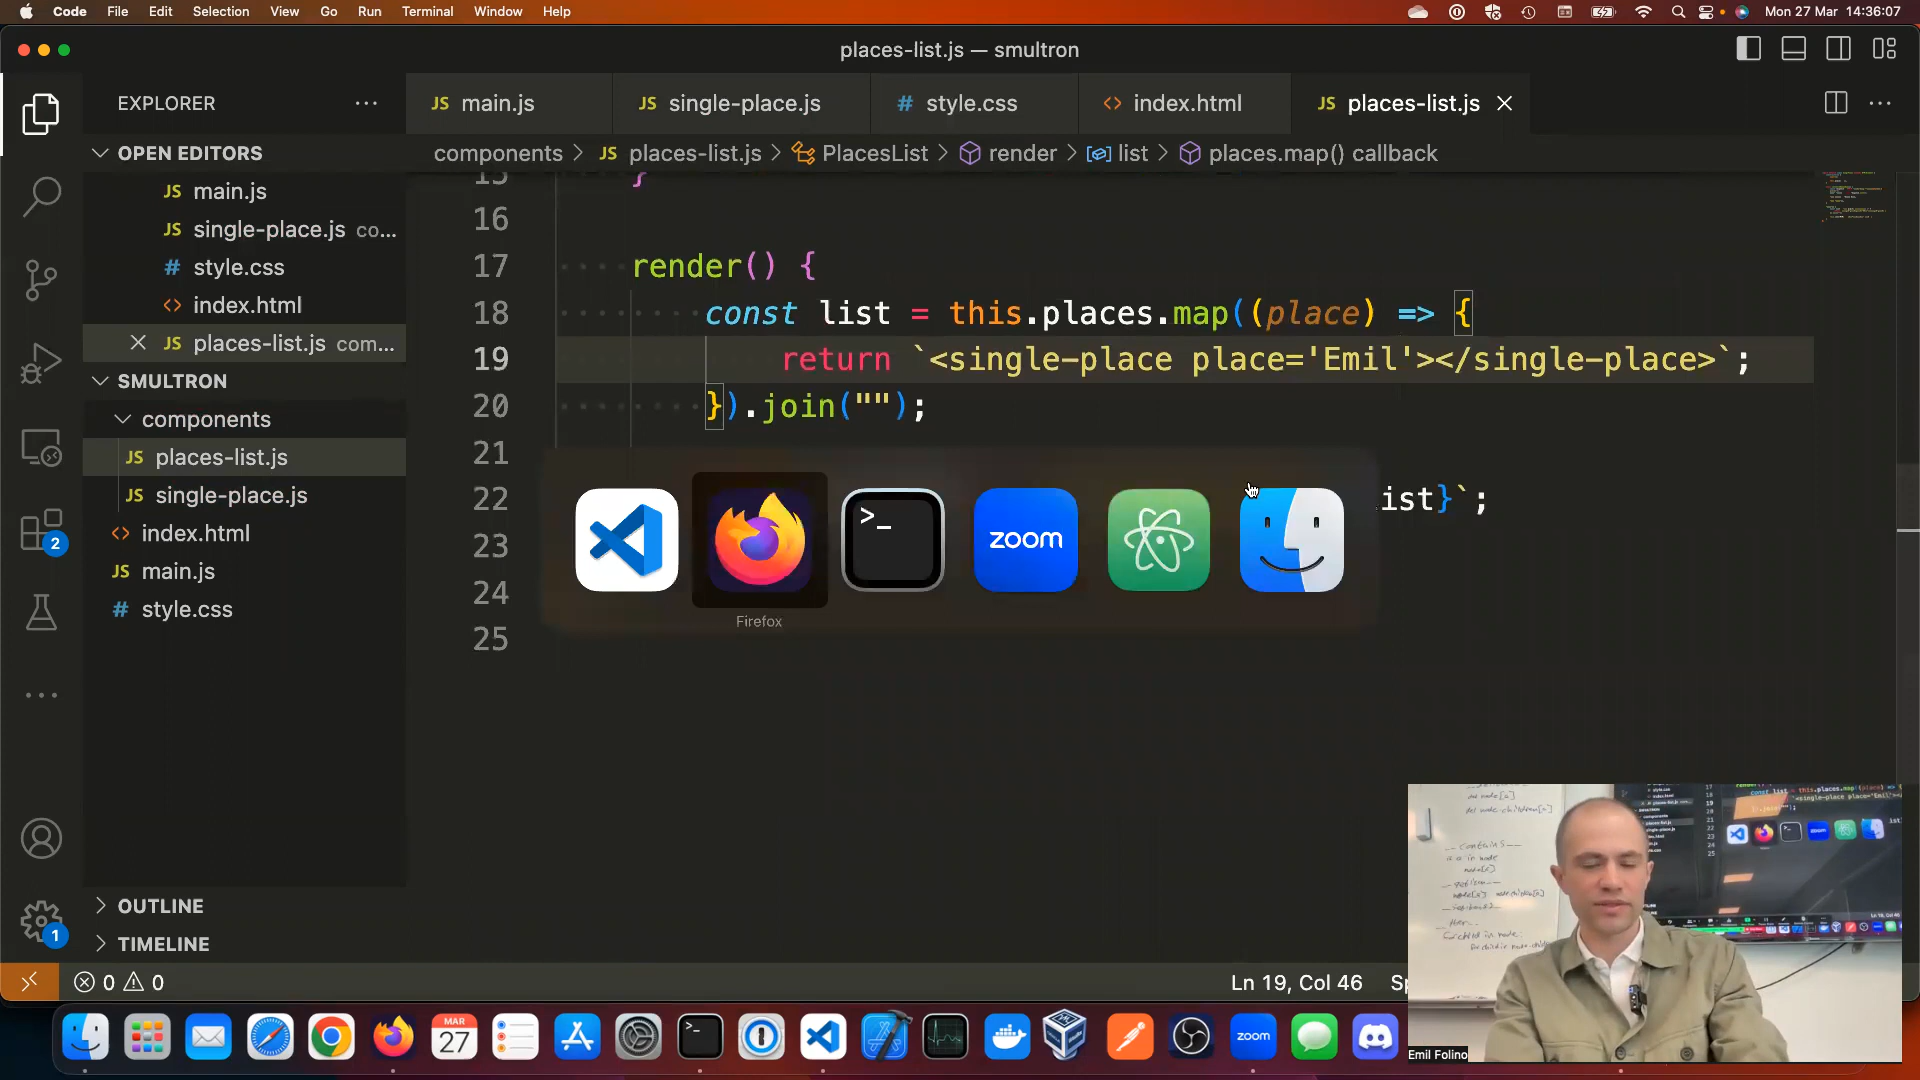 Code File Edit Selection View Go Run Terminal Window Help
Mon 27 Mar 14:36:07
places-list.js — smultron
EXPLORER
main.js
single-place.js
style.css
index.html
places-list.js
components > places-list.js > PlacesList > render > list > places.map() callback
OPEN EDITORS
main.js
single-place.js co...
style.css
index.html
places-list.js com...
SMULTRON
components
places-list.js
single-place.js
index.html
main.js
style.css
OUTLINE
TIMELINE
15 }
16
17 render() {
18 const list = this.places.map((place) => {
19 return `<single-place place='Emil'></single-place>`;
20 }).join("");
21
22 ist}`;
23
24
25
zoom
Firefox
2
1
0 0
Ln 19, Col 46
MAR
27
zoom
Emil Folino